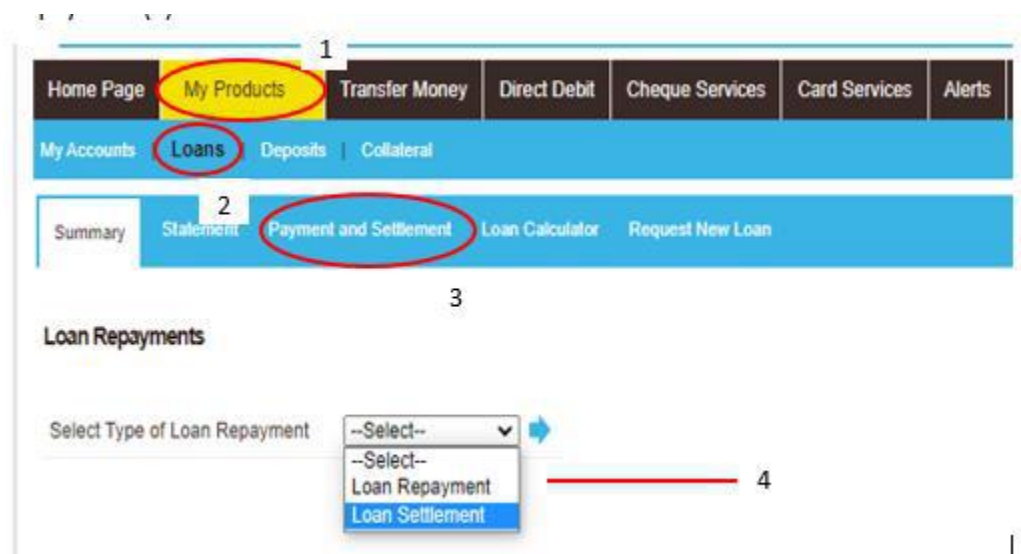 1
Home Page My Products Transfer Money Direct Debit Cheque Services Card Services Alerts
My Accounts | Loans | Deposits | Collateral
2
Summary Statement Payment and Settlement Loan Calculator Request New Loan
3
Loan Repayments
Select Type of Loan Repayment --Select--
--Select--
Loan Repayment
4
Loan Settlement